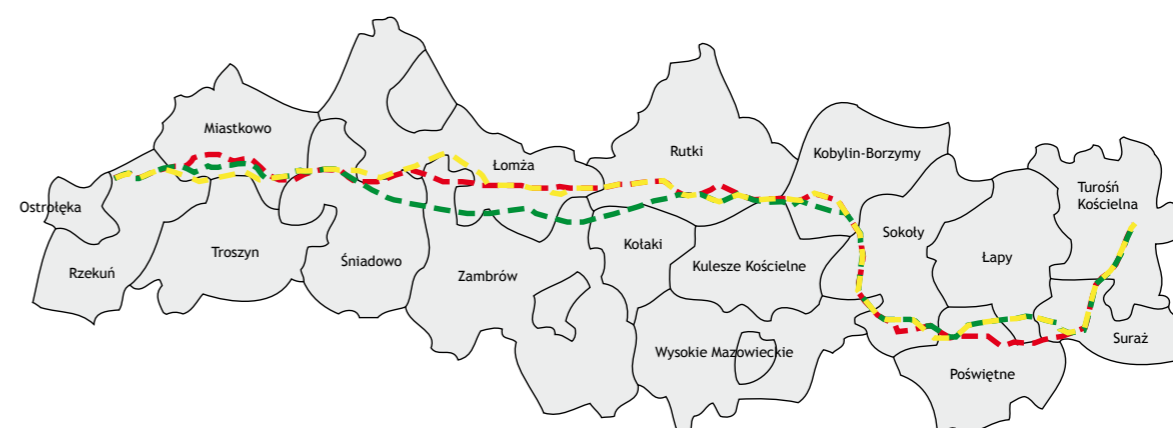 Miastkowo
Łomża
Rutki
Kobylin-Borzymy
Turośń
Kościelna
Ostrołęka
Rzekuń
Troszyn
Śniadowo
Zambrów
Kołaki
Kulesze Kościelne
Sokoły
Łapy
Wysokie Mazowieckie
Poświętne
Suraż